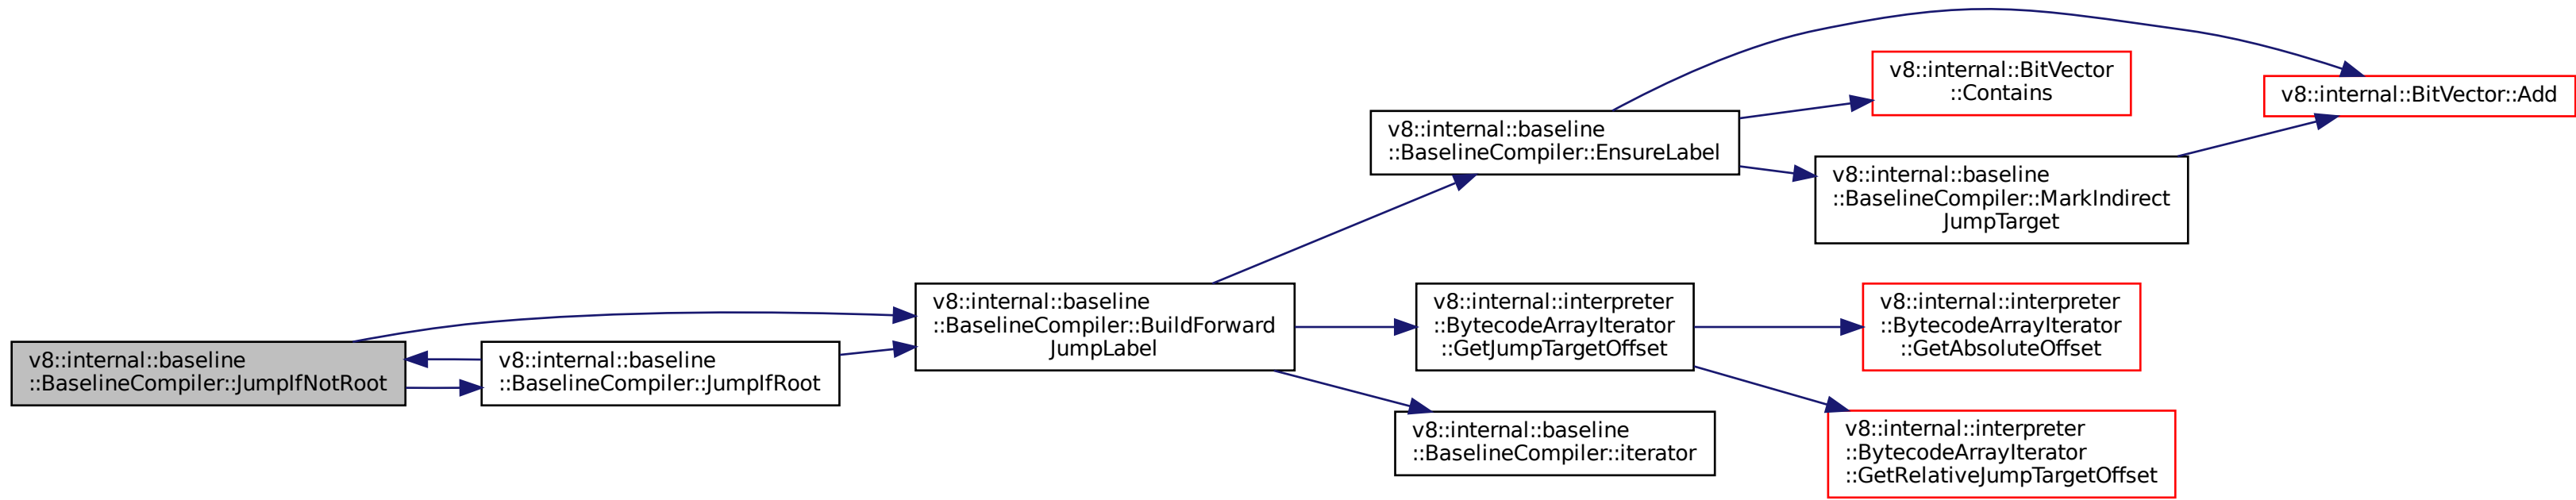 v8::internal::baseline
::BaselineCompiler::JumpIfNotRoot
v8::internal::baseline
::BaselineCompiler::JumpIfRoot
v8::internal::baseline
::BaselineCompiler::BuildForward
JumpLabel
v8::internal::baseline
::BaselineCompiler::EnsureLabel
v8::internal::BitVector
::Contains
v8::internal::BitVector::Add
v8::internal::baseline
::BaselineCompiler::MarkIndirect
JumpTarget
v8::internal::interpreter
::BytecodeArrayIterator
::GetJumpTargetOffset
v8::internal::interpreter
::BytecodeArrayIterator
::GetAbsoluteOffset
v8::internal::interpreter
::BytecodeArrayIterator
::GetRelativeJumpTargetOffset
v8::internal::baseline
::BaselineCompiler::iterator